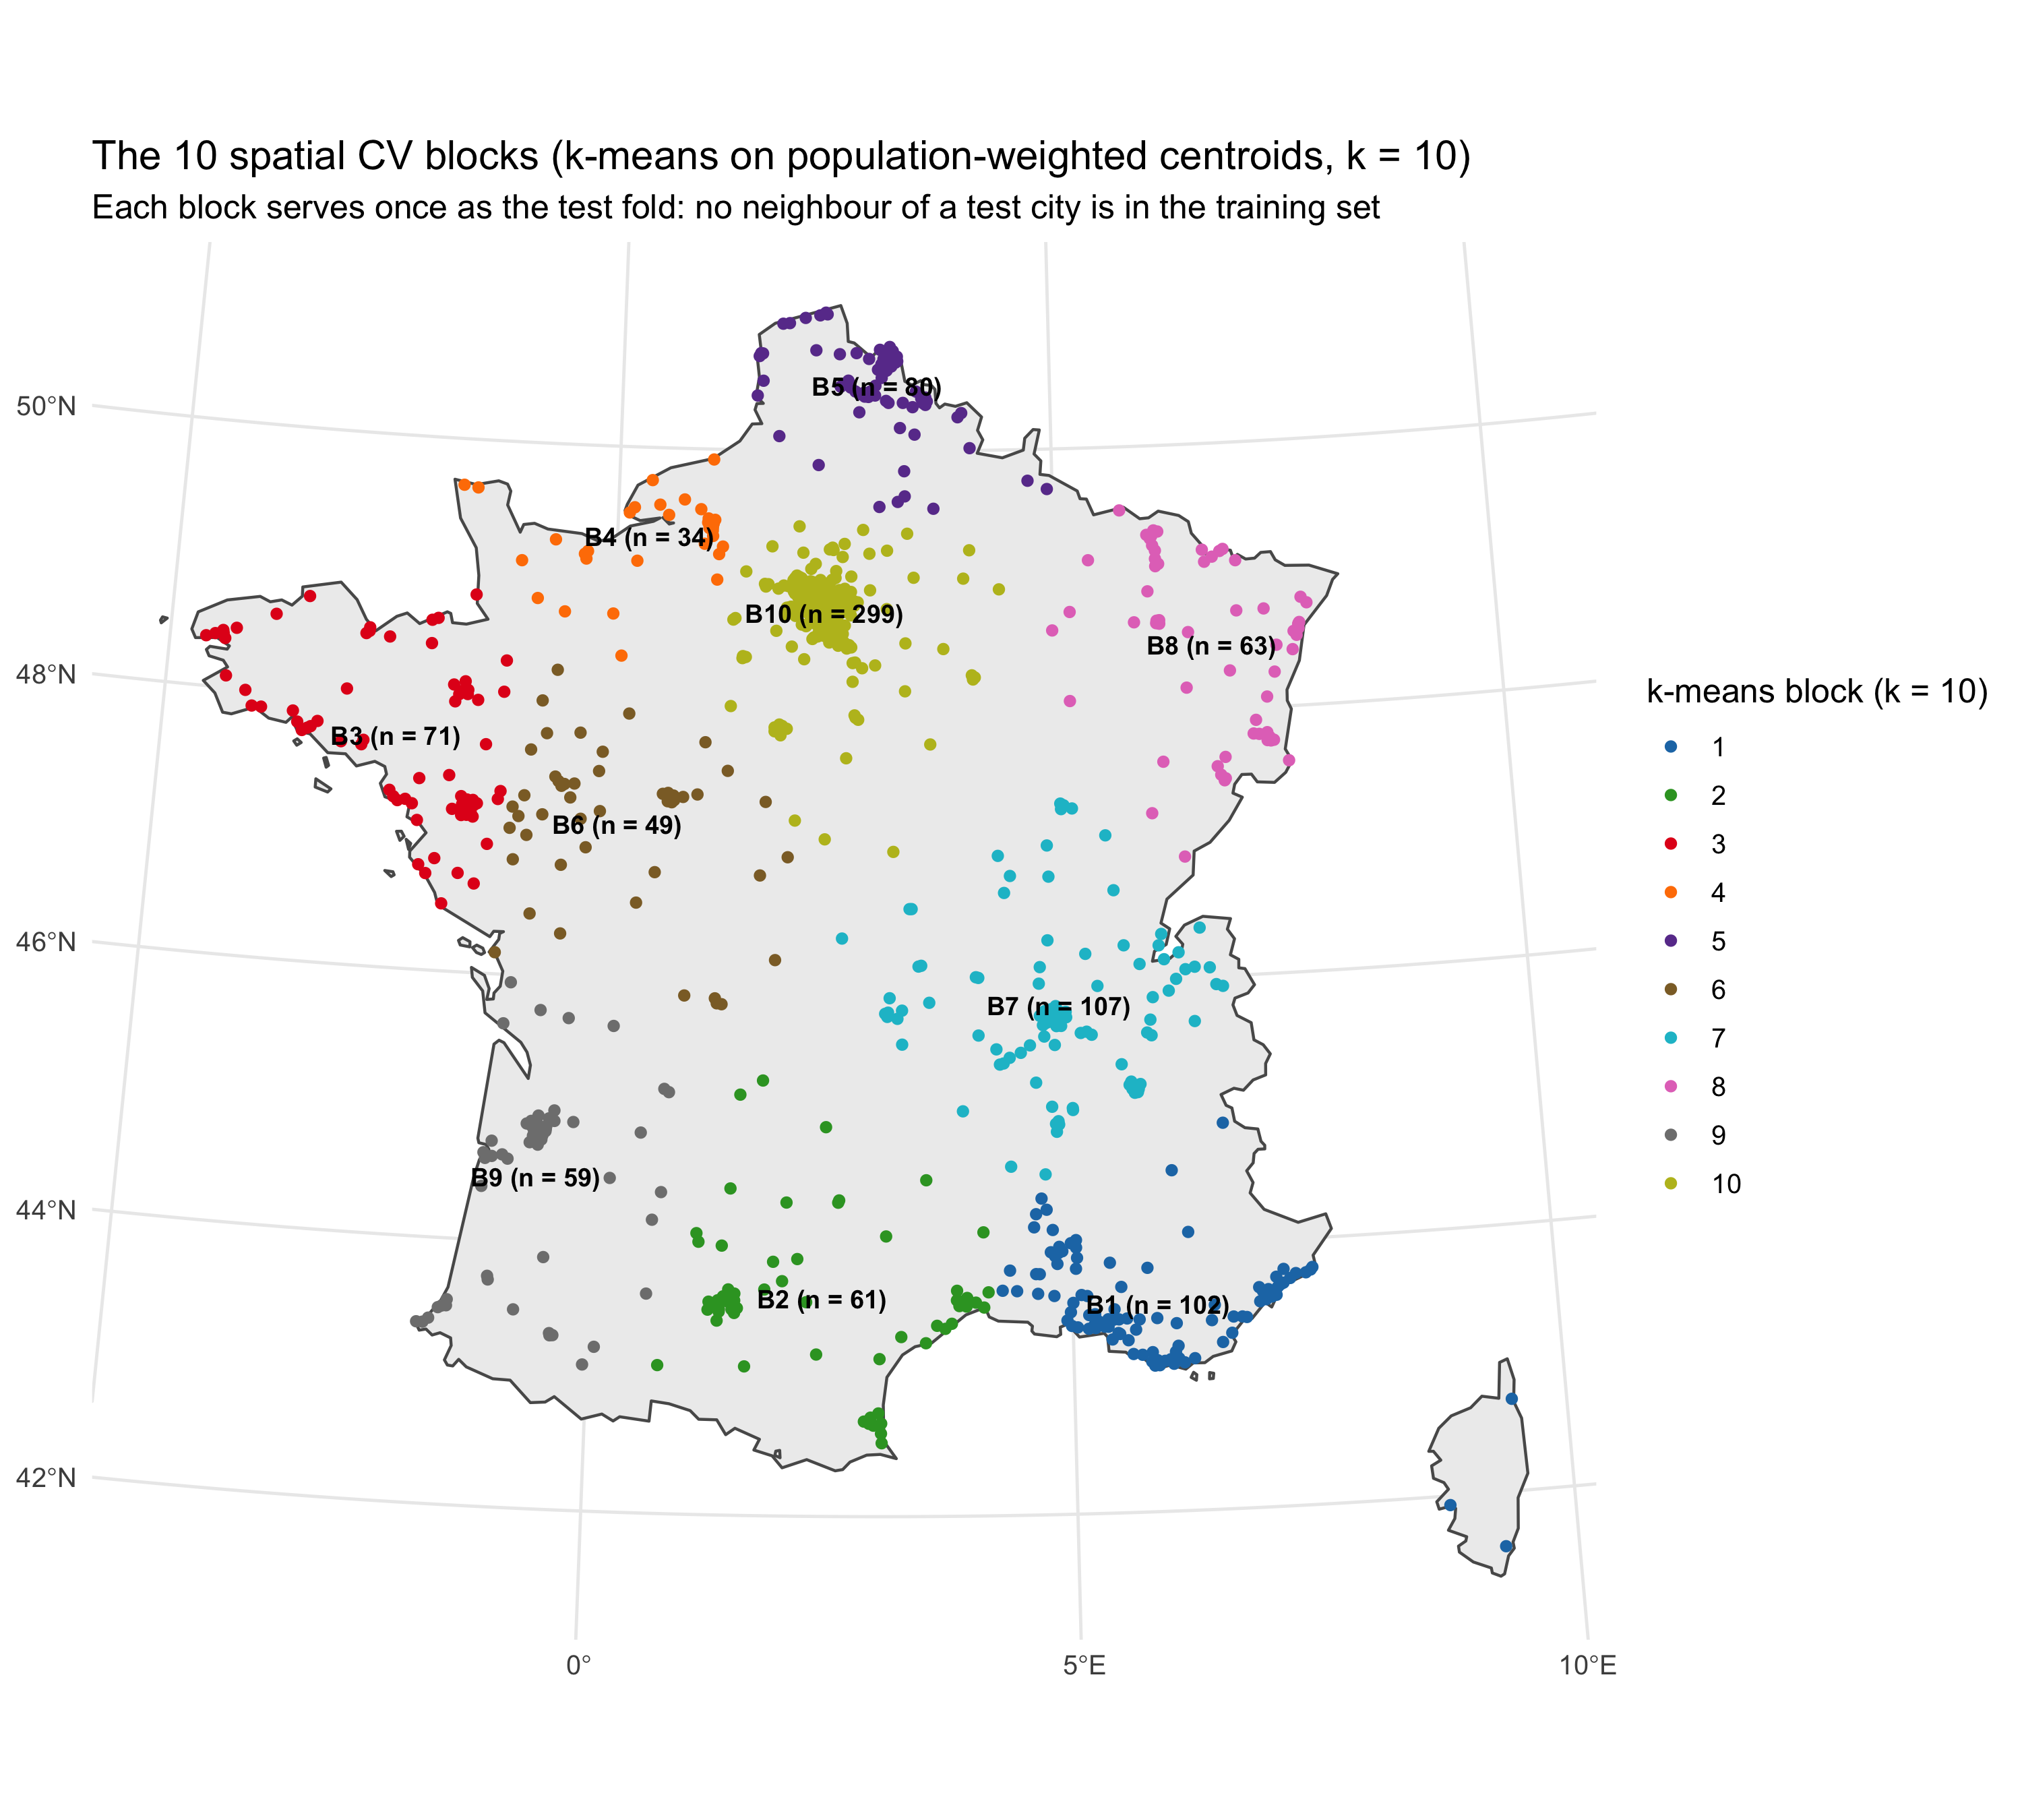 The 10 spatial CV blocks (k-means on population-weighted centroids, k = 10)
Each block serves once as the test fold: no neighbour of a test city is in the training set
50°N
48°N
46°N
44°N
42°N
0°
5°E
10°E
B5 (n = 80)
B4 (n = 34)
B10 (n = 299)
B8 (n = 63)
B3 (n = 71)
B6 (n = 49)
B7 (n = 107)
B9 (n = 59)
B2 (n = 61)
B1 (n = 102)
k-means block (k = 10)
1
2
3
4
5
6
7
8
9
10